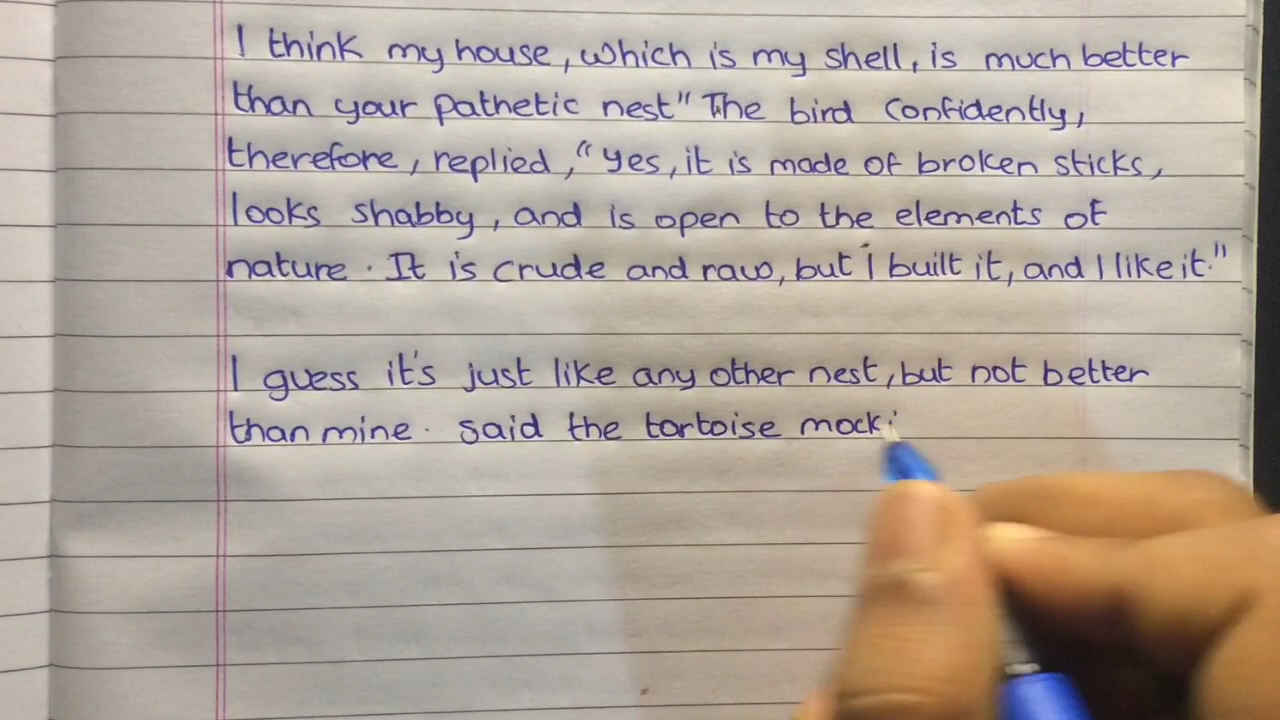 I think my house, which is my shell, is much better
than your pathetic nest" The bird confidently,
therefore, replied, "yes, it is made of broken sticks,
looks shabby, and is open to the elements of
nature. It is crude and raw, but i built it, and I like it."
I guess it's just like any other nest, but not better
than mine. said the tortoise mocki